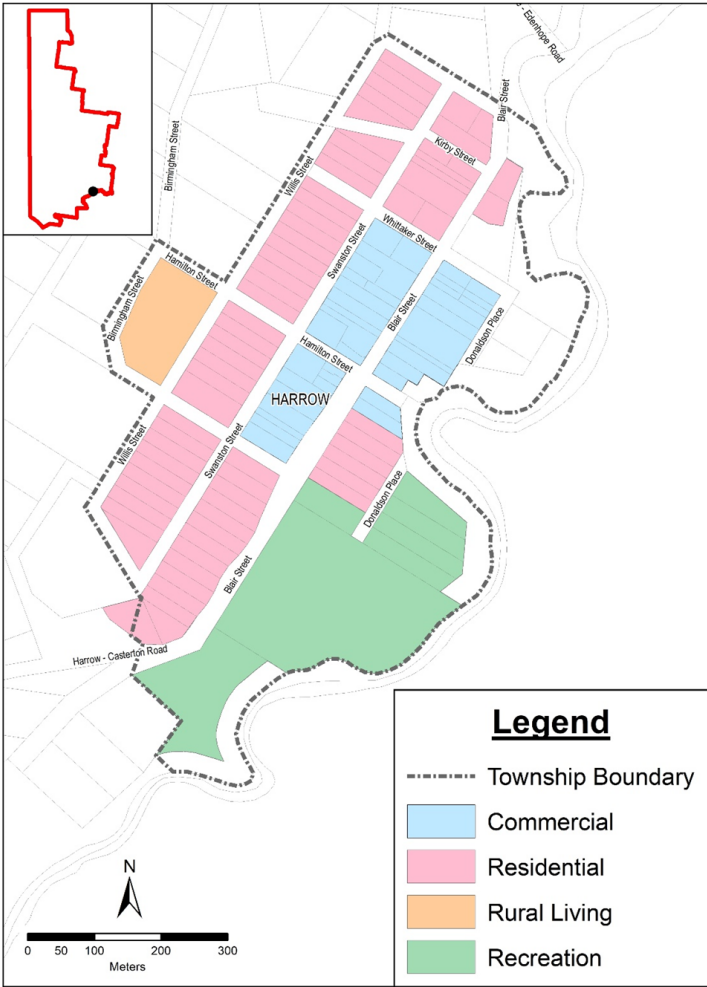 - Edenhope Road
Blair Street
Birmingham Street
Kirby Street
Willis Street
Whittaker Street
Swanston Street
Hamilton Street
Birmingham Street
Blair Street
Donaldson Place
Hamilton Street
HARROW
Willis Street
Swanston Street
Donaldson Place
Blair Street
Harrow - Casterton Road
Legend
Township Boundary
Commercial
Residential
Rural Living
Recreation
N
0 50 100 200 300
Meters